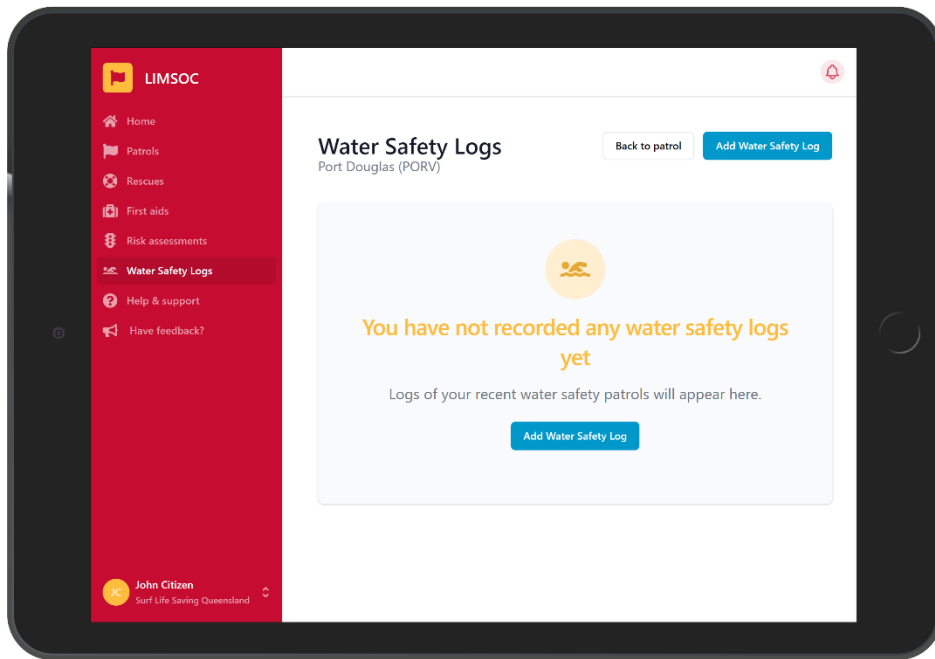 LIMSOC
Home
Patrols
Rescues
First aids
Risk assessments
Water Safety Logs
Help & support
Have feedback?
JC
John Citizen
Surf Life Saving Queensland
Water Safety Logs
Port Douglas (PORV)
Back to patrol
Add Water Safety Log
You have not recorded any water safety logs
yet
Logs of your recent water safety patrols will appear here.
Add Water Safety Log